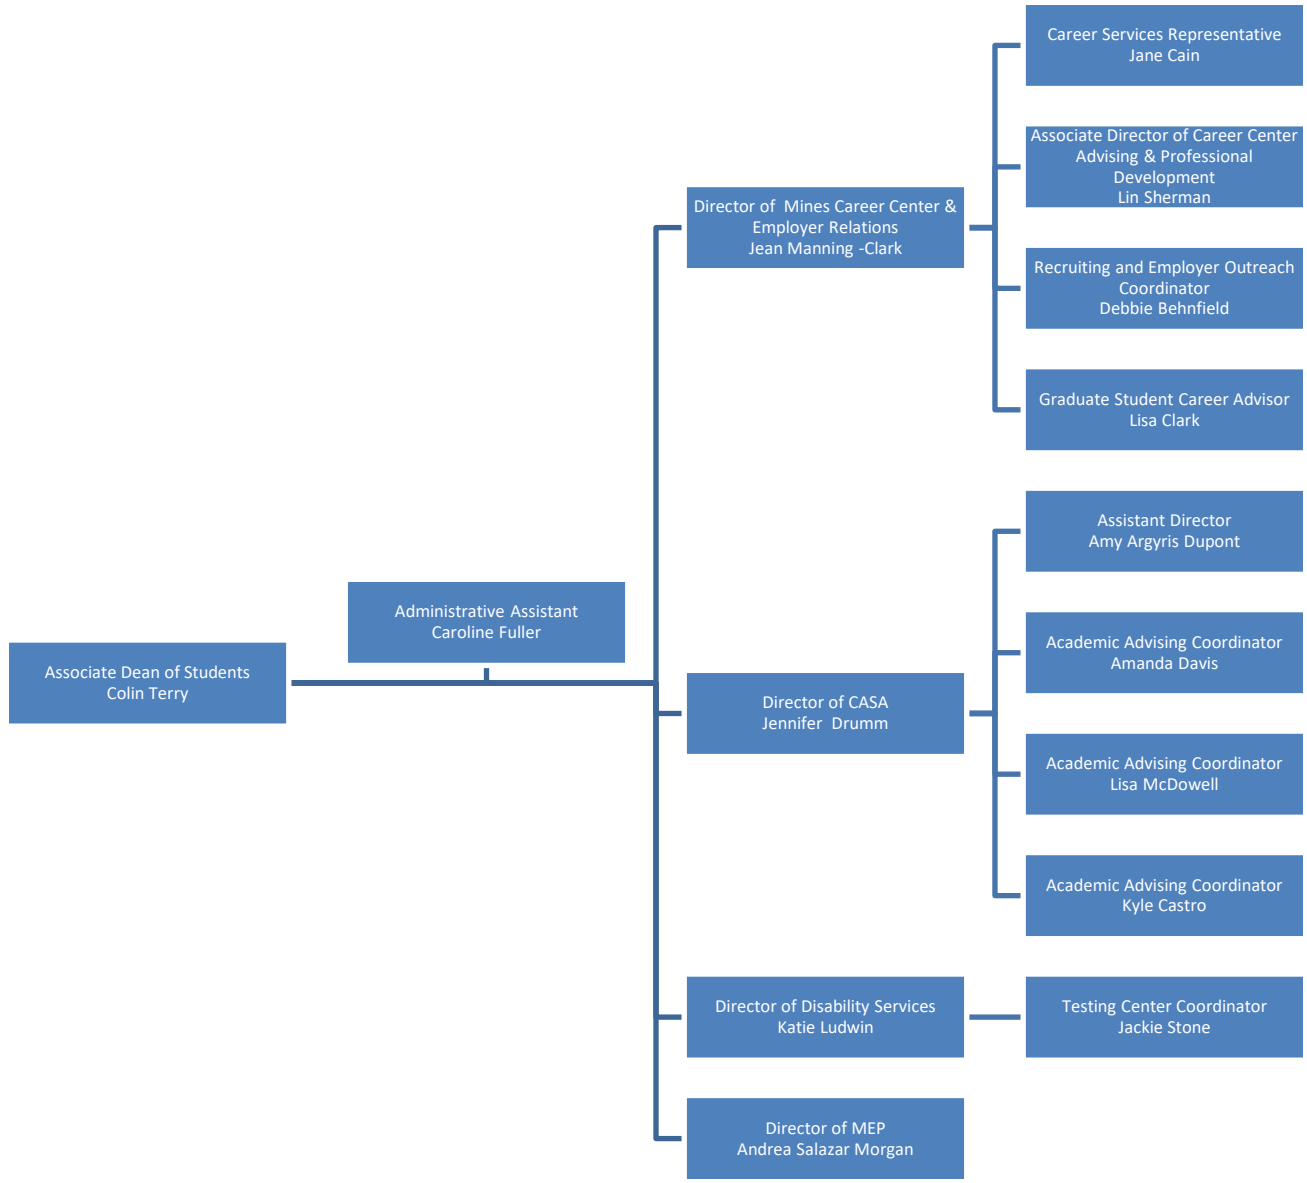 Career Services Representative
Jane Cain
Associate Director of Career Center
Advising & Professional
Development
Lin Sherman
Director of  Mines Career Center &
Employer Relations
Jean Manning -Clark
Recruiting and Employer Outreach
Coordinator
Debbie Behnfield
Graduate Student Career Advisor
Lisa Clark
Assistant Director
Amy Argyris Dupont
Administrative Assistant
Caroline Fuller
Academic Advising Coordinator
Amanda Davis
Associate Dean of Students
Colin Terry
Director of CASA
Jennifer  Drumm
Academic Advising Coordinator
Lisa McDowell
Academic Advising Coordinator
Kyle Castro
Director of Disability Services
Katie Ludwin
Testing Center Coordinator
Jackie Stone
Director of MEP
Andrea Salazar Morgan